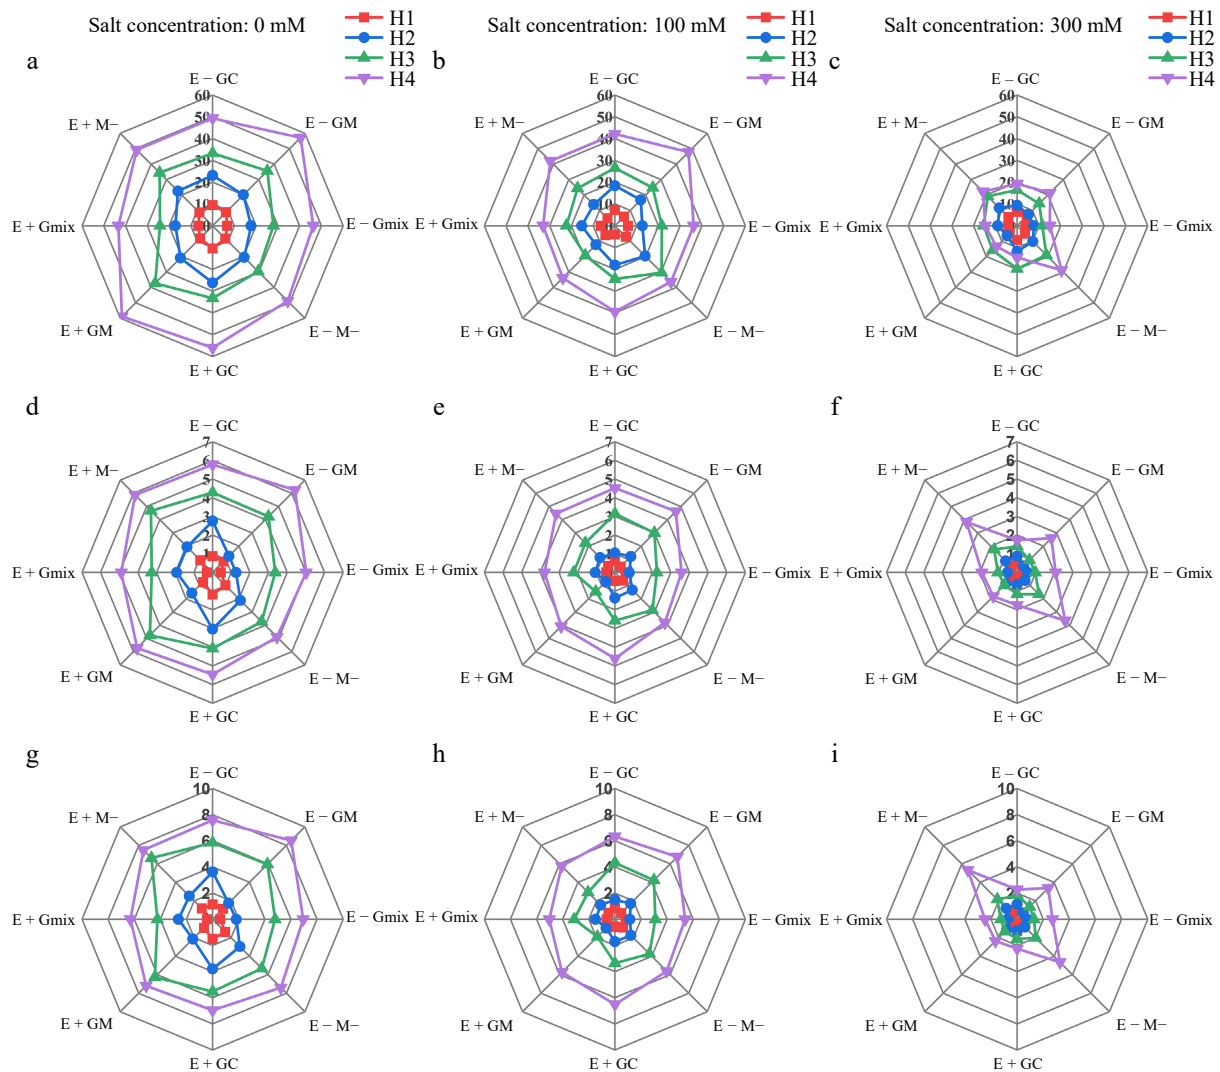 Salt concentration: 0 mM
H1
H2
H3
H4
Salt concentration: 100 mM
H1
H2
H3
H4
Salt concentration: 300 mM
H1
H2
H3
H4
a
E – GC
E – GM
E – Gmix
E – M–
E + GC
E + GM
E + Gmix
E + M–
60
50
40
30
20
10
0
b
E – GC
E – GM
E – Gmix
E – M–
E + GC
E + GM
E + Gmix
E + M–
60
50
40
30
20
10
0
c
E – GC
E – GM
E – Gmix
E – M–
E + GC
E + GM
E + Gmix
E + M–
60
50
40
30
20
10
d
E – GC
E – GM
E – Gmix
E – M–
E + GC
E + GM
E + Gmix
E + M–
7
6
5
4
3
2
1
e
E – GC
E – GM
E – Gmix
E – M–
E + GC
E + GM
E + Gmix
E + M–
7
6
5
4
3
2
1
f
E – GC
E – GM
E – Gmix
E – M–
E + GC
E + GM
E + Gmix
E + M–
7
6
5
4
3
2
1
g
E – GC
E – GM
E – Gmix
E – M–
E + GC
E + GM
E + Gmix
E + M–
10
8
6
4
2
h
E – GC
E – GM
E – Gmix
E – M–
E + GC
E + GM
E + Gmix
E + M–
10
8
6
4
2
i
E – GC
E – GM
E – Gmix
E – M–
E + GC
E + GM
E + Gmix
E + M–
10
8
6
4
2